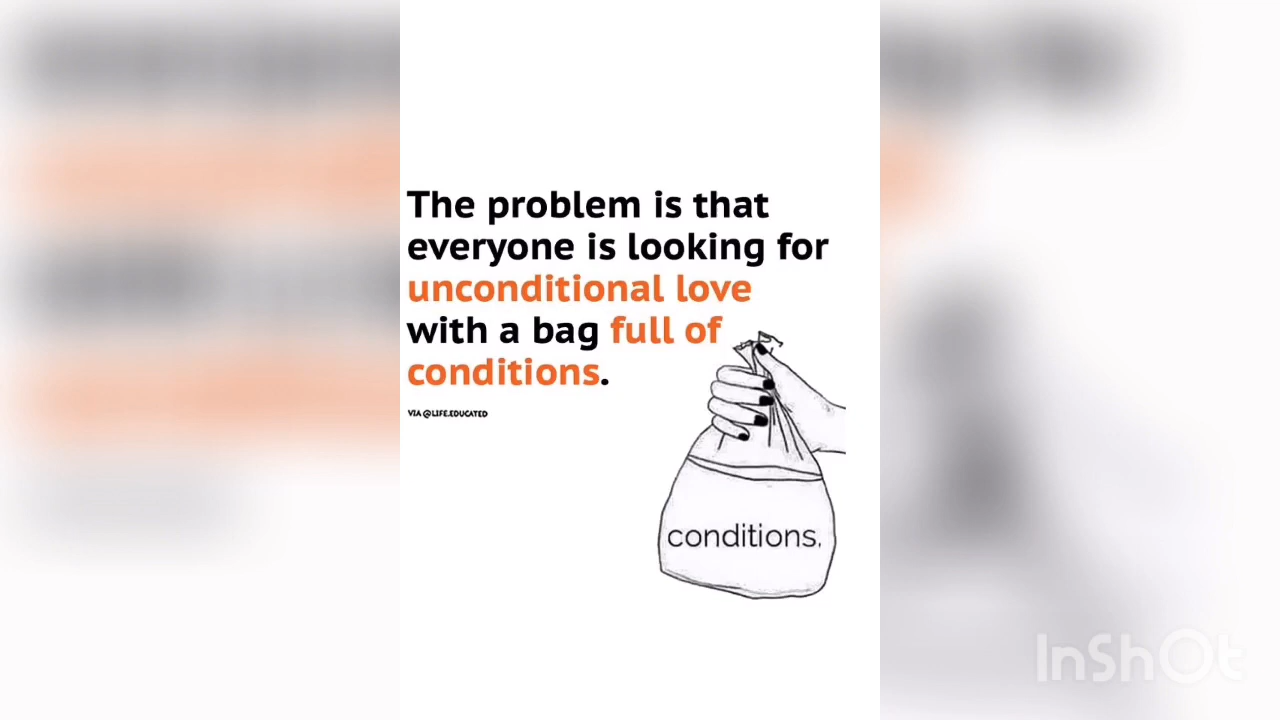 The problem is that
everyone is looking for
unconditional love
with a bag full of
conditions.
VIA @LIFE.EDUCATED
conditions.
InShOt